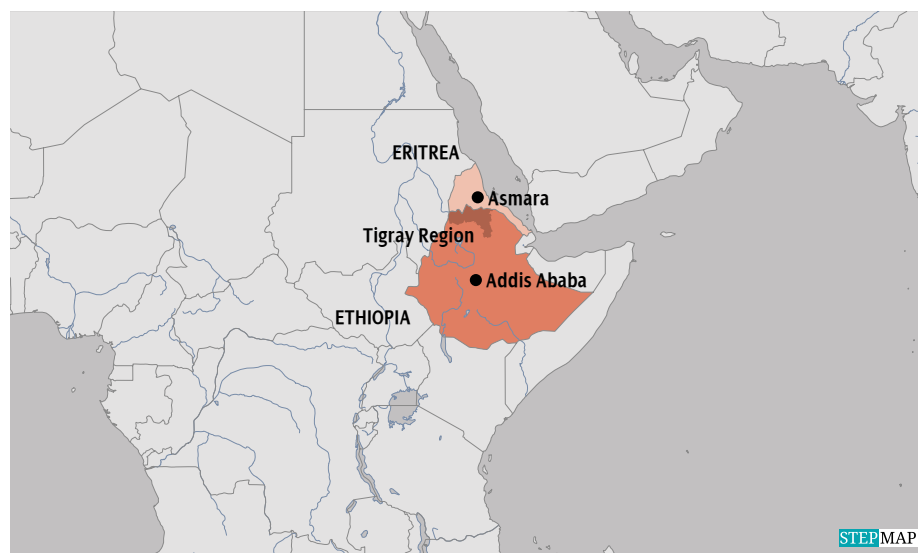 ERITREA
Asmara
Tigray Region
Addis Ababa
ETHIOPIA
STEPMAP